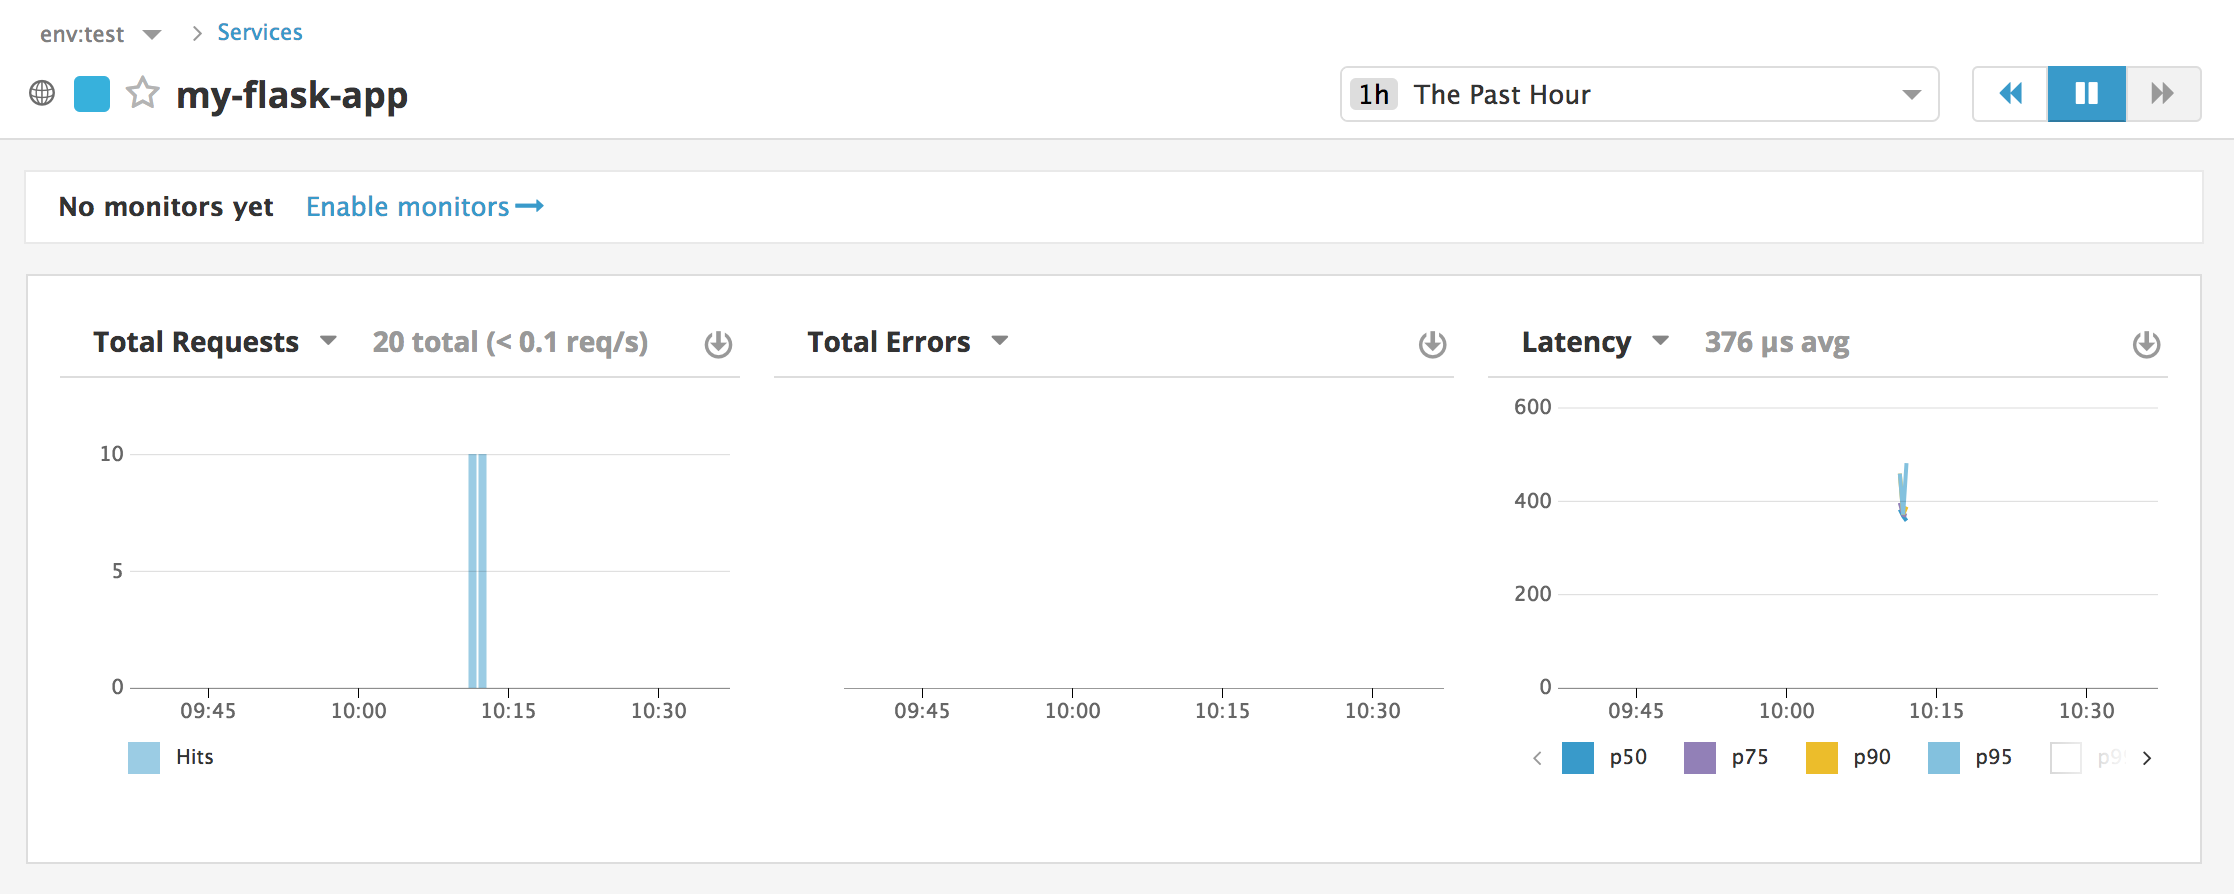 env:test > Services
my-flask-app
1h The Past Hour
No monitors yet Enable monitors→
Total Requests 20 total (< 0.1 req/s)
10
5
0
09:45 10:00 10:15 10:30
Hits
Total Errors
09:45 10:00 10:15 10:30
Latency 376 µs avg
600
400
200
0
09:45 10:00 10:15 10:30
p50 p75 p90 p95